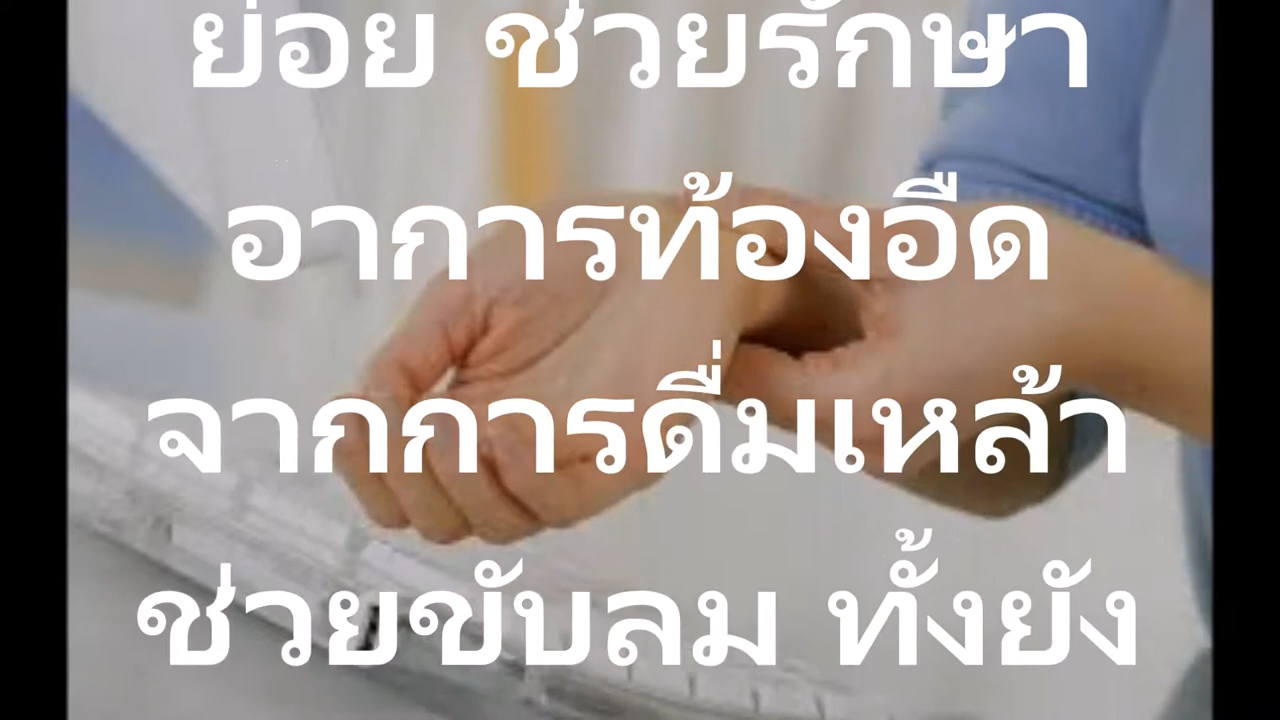 ย่อย ช่วยรักษา
อาการท้องอืด
จากการดื่มเหล้า
ช่วยขับลม ทั้งยัง